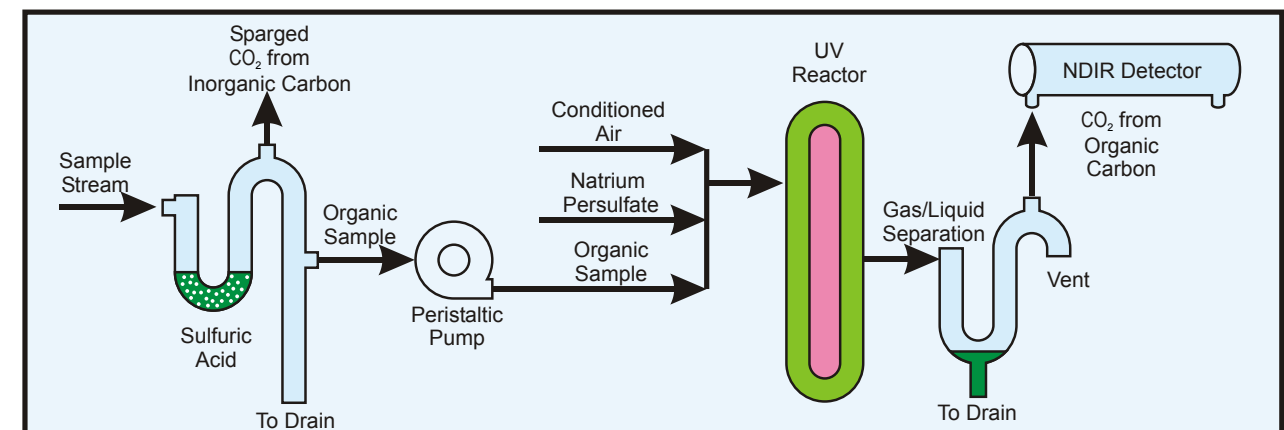 Sparged
CO₂ from
Inorganic Carbon
Sample
Stream
Sulfuric
Acid
To Drain
Organic
Sample
Peristaltic
Pump
Conditioned
Air
Natrium
Persulfate
Organic
Sample
UV
Reactor
Gas/Liquid
Separation
To Drain
Vent
CO₂ from
Organic
Carbon
NDIR Detector